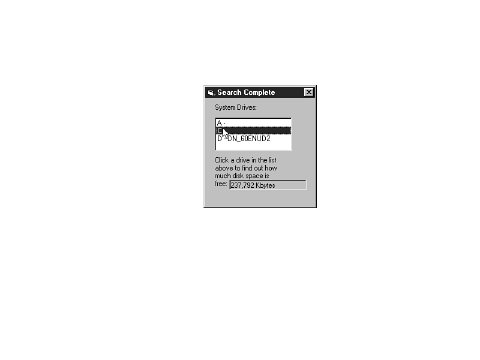 Search Complete
System Drives:
A -
C
DN_60ENUD2
Click a drive in the list
above to find out how
much disk space is
free: 237,792 Kbytes